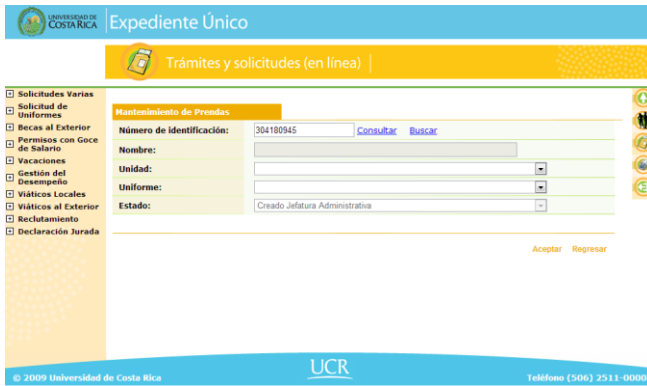 UNIVERSIDAD DE
COSTA RICA
Expediente Único
Trámites y solicitudes (en línea)
Solicitudes Varias
Solicitud de
Uniformes
Becas al Exterior
Permisos con Goce
de Salario
Vacaciones
Gestión del
Desempeño
Viáticos Locales
Viáticos al Exterior
Reclutamiento
Declaración Jurada
Mantenimiento de Prendas
Número de identificación: 304180945 Consultar Buscar
Nombre:
Unidad:
Uniforme:
Estado: Creado Jefatura Administrativa
Aceptar Regresar
UCR
© 2009 Universidad de Costa Rica
Teléfono (506) 2511-0000